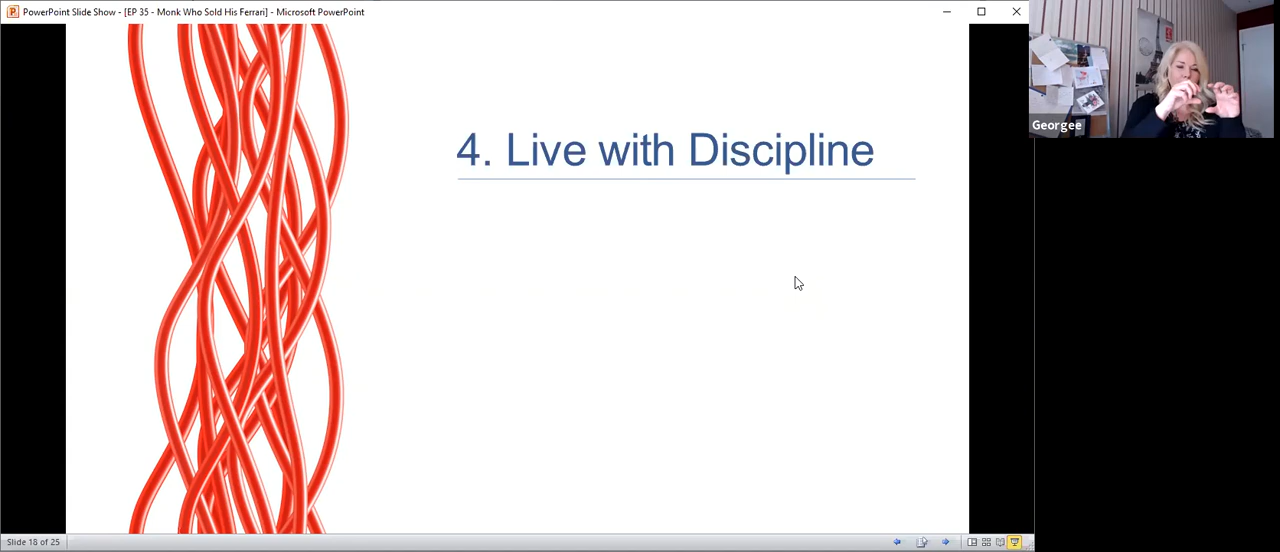 PowerPoint Slide Show - [EP 35 - Monk Who Sold His Ferrari] - Microsoft PowerPoint
4. Live with Discipline
Georgee
Slide 18 of 25